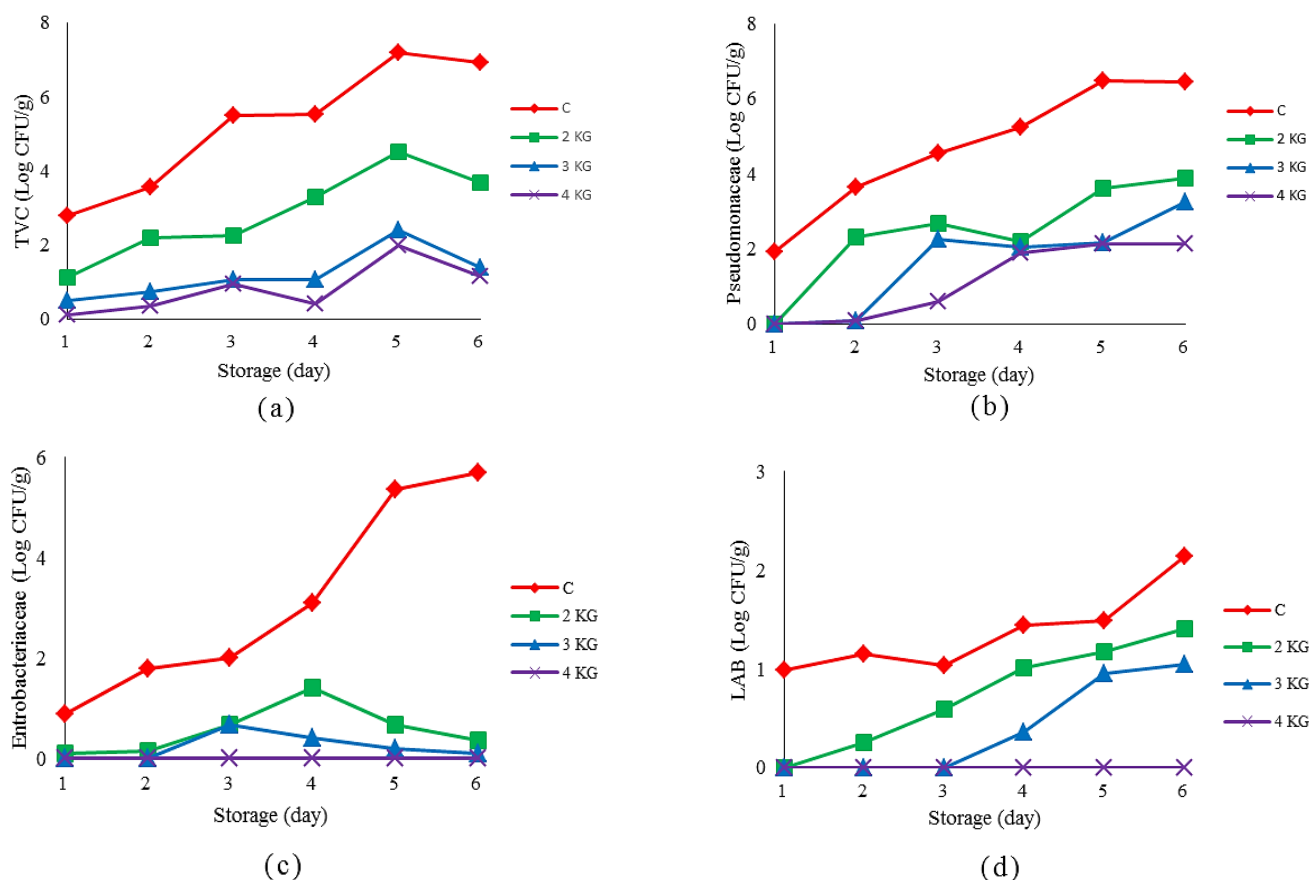 TVC (Log CFU/g)
8
6
4
2
0
1 2 3 4 5 6
Storage (day)
C
2 KG
3 KG
4 KG
(a)
Pseudomonaceae (Log CFU/g)
8
6
4
2
0
1 2 3 4 5 6
Storage (day)
C
2 KG
3 KG
4 KG
(b)
Entrobacteriaceae (Log CFU/g)
6
4
2
0
1 2 3 4 5 6
Storage (day)
C
2 KG
3 KG
4 KG
(c)
LAB (Log CFU/g)
3
2
1
0
1 2 3 4 5 6
Storage (day)
C
2 KG
3 KG
4 KG
(d)